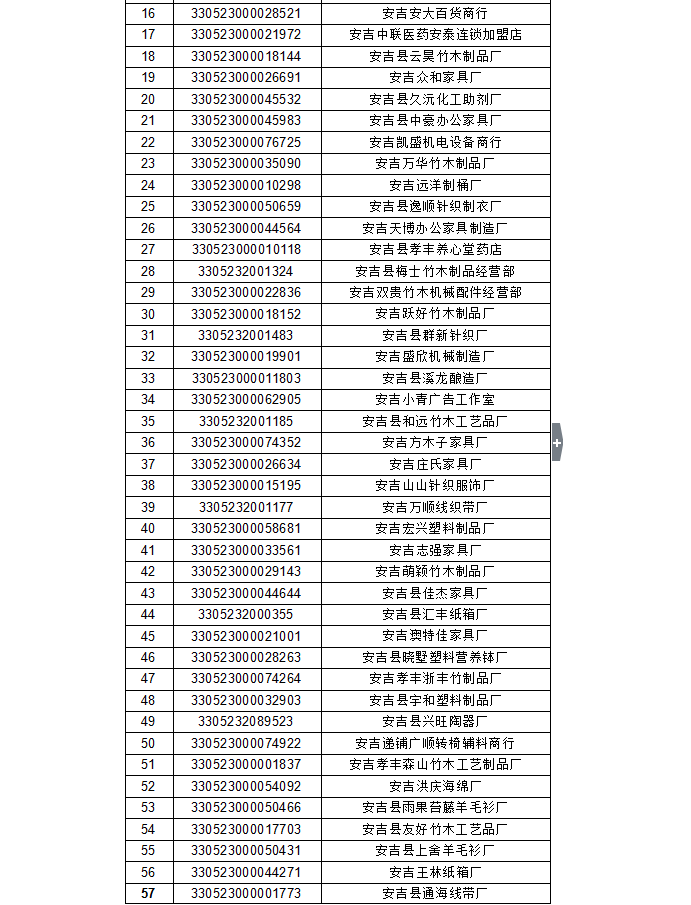 16 330523000028521 安吉安大百货商行
17 330523000021972 安吉中联医药安泰连锁加盟店
18 330523000018144 安吉县云昊竹木制品厂
19 330523000026691 安吉众和家具厂
20 330523000045532 安吉县久沅化工助剂厂
21 330523000045983 安吉县中豪办公家具厂
22 330523000076725 安吉凯盛机电设备商行
23 330523000035090 安吉万华竹木制品厂
24 330523000010298 安吉远洋制桶厂
25 330523000050659 安吉县逸顺针织制衣厂
26 330523000044564 安吉天博办公家具制造厂
27 330523000010118 安吉县孝丰养心堂药店
28 3305232001324 安吉县梅士竹木制品经营部
29 330523000022836 安吉双贵竹木机械配件经营部
30 330523000018152 安吉跃好竹木制品厂
31 3305232001483 安吉县群新针织厂
32 330523000019901 安吉盛欣机械制造厂
33 330523000011803 安吉县溪龙酿造厂
34 330523000062905 安吉小青广告工作室
35 3305232001185 安吉县和远竹木工艺品厂
36 330523000074352 安吉方木子家具厂
37 330523000026634 安吉庄氏家具厂
38 330523000015195 安吉山山针织服饰厂
39 3305232001177 安吉万顺线织带厂
40 330523000058681 安吉宏兴塑料制品厂
41 330523000033561 安吉志强家具厂
42 330523000029143 安吉萌颖竹木制品厂
43 330523000044644 安吉县佳杰家具厂
44 3305232000355 安吉县汇丰纸箱厂
45 330523000021001 安吉澳特佳家具厂
46 330523000028263 安吉县晓墅塑料营养钵厂
47 330523000074264 安吉孝丰浙丰竹制品厂
48 330523000032903 安吉县宇和塑料制品厂
49 3305232089523 安吉县兴旺陶器厂
50 330523000074922 安吉递铺广顺转椅辅料商行
51 330523000001837 安吉孝丰森山竹木工艺制品厂
52 330523000054092 安吉洪庆海绵厂
53 330523000050466 安吉县雨果苔藤羊毛衫厂
54 330523000017703 安吉县友好竹木工艺品厂
55 330523000050431 安吉县上舍羊毛衫厂
56 330523000044271 安吉王林纸箱厂
57 330523000001773 安吉县通海线带厂